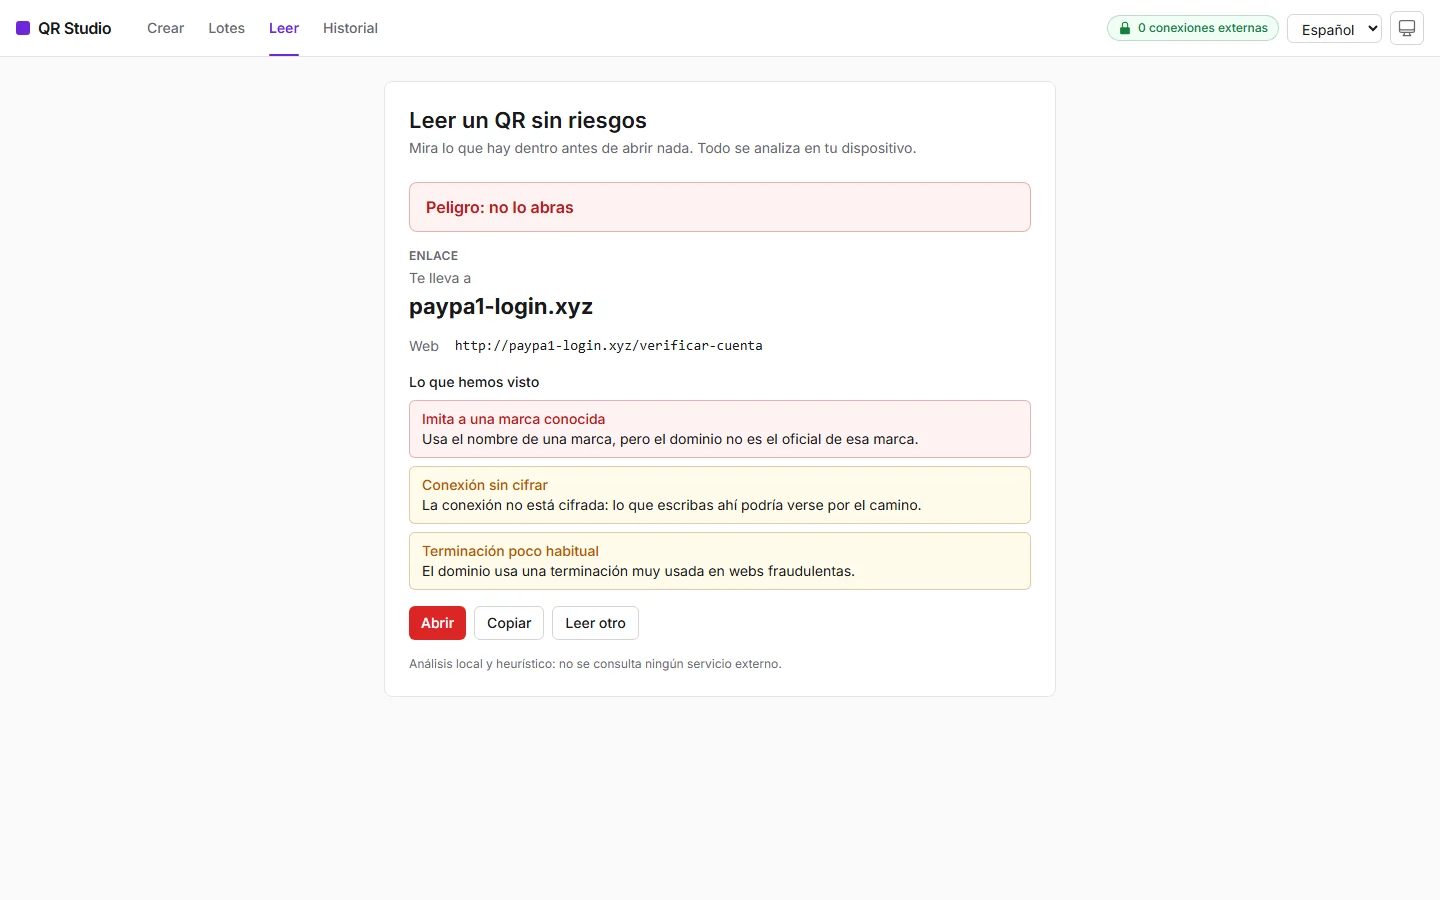 QR Studio
Crear
Lotes
Leer
Historial
0 conexiones externas
Español
Leer un QR sin riesgos
Mira lo que hay dentro antes de abrir nada. Todo se analiza en tu dispositivo.
Peligro: no lo abras
ENLACE
Te lleva a
paypa1-login.xyz
Web http://paypa1-login.xyz/verificar-cuenta
Lo que hemos visto
Imita a una marca conocida
Usa el nombre de una marca, pero el dominio no es el oficial de esa marca.
Conexión sin cifrar
La conexión no está cifrada: lo que escribas ahí podría verse por el camino.
Terminación poco habitual
El dominio usa una terminación muy usada en webs fraudulentas.
Abrir
Copiar
Leer otro
Análisis local y heurístico: no se consulta ningún servicio externo.